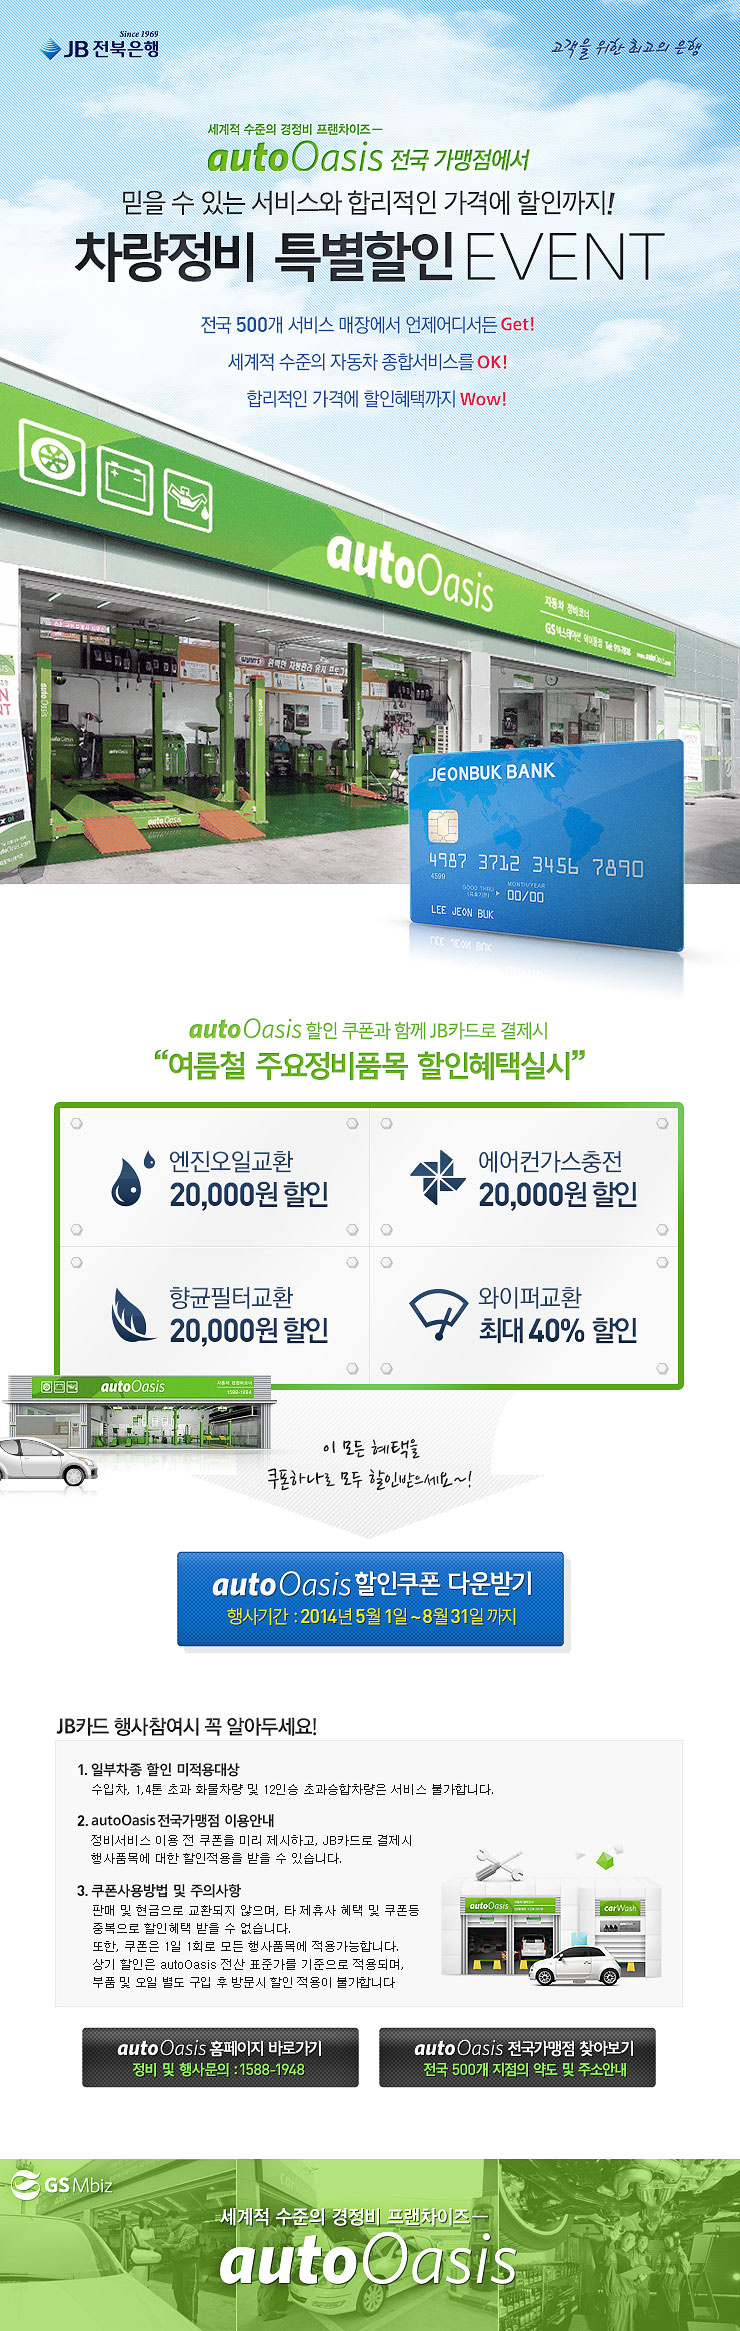 Since 1969
JB 전북은행
고객을 위한 최고의 은행
세계적 수준의 경정비 프랜차이즈
autoOasis 전국 가맹점에서
믿을 수 있는 서비스와 합리적인 가격에 할인까지!
차량정비 특별할인 EVENT
전국 500개 서비스 매장에서 언제어디서든 Get!
세계적 수준의 자동차 종합서비스를 OK!
합리적인 가격에 할인혜택까지 Wow!
autoOasis
자동차 정비코너
autoOasis
JEONBUK BANK
4987 3712 3456 7890
4599
GOOD THRU
(유효기한)
MONTH/YEAR
00/00
LEE JEON BUK
autoOasis 할인 쿠폰과 함께 JB카드로 결제시
“여름철 주요정비품목 할인혜택실시”
엔진오일교환
20,000원 할인
에어컨가스충전
20,000원 할인
향균필터교환
20,000원 할인
와이퍼교환
최대 40% 할인
autoOasis
이 모든 혜택을
쿠폰하나로 모두 할인받으세요~!
autoOasis 할인쿠폰 다운받기
행사기간 : 2014년 5월 1일 ~ 8월 31일 까지
JB카드 행사참여시 꼭 알아두세요!
1. 일부차종 할인 미적용대상
수입차, 1,4톤 초과 화물차량 및 12인승 초과승합차량은 서비스 불가합니다.
2. autoOasis 전국가맹점 이용안내
정비서비스 이용 전 쿠폰을 미리 제시하고, JB카드로 결제시
행사품목에 대한 할인적용을 받을 수 있습니다.
3. 쿠폰사용방법 및 주의사항
판매 및 현금으로 교환되지 않으며, 타 제휴사 혜택 및 쿠폰등
중복으로 할인혜택 받을 수 없습니다.
또한, 쿠폰은 1일 1회로 모든 행사품목에 적용가능합니다.
상기 할인은 autoOasis 전산 표준가를 기준으로 적용되며,
부품 및 오일 별도 구입 후 방문시 할인 적용이 불가합니다
autoOasis
carWash
autoOasis 홈페이지 바로가기
정비 및 행사문의 : 1588-1948
autoOasis 전국가맹점 찾아보기
전국 500개 지점의 약도 및 주소안내
GS Mbiz
세계적 수준의 경정비 프랜차이즈
autoOasis